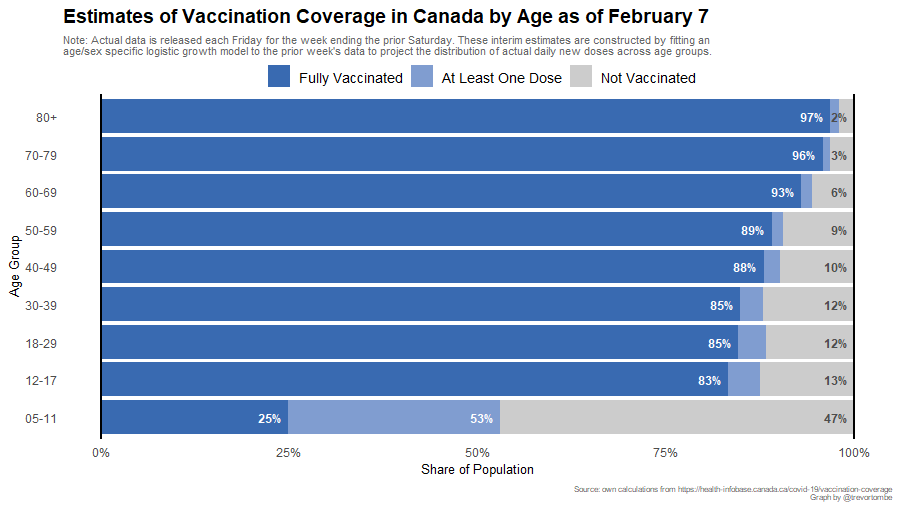 Estimates of Vaccination Coverage in Canada by Age as of February 7
Note: Actual data is released each Friday for the week ending the prior Saturday. These interim estimates are constructed by fitting an
age/sex specific logistic growth model to the prior week's data to project the distribution of actual daily new doses across age groups.
Fully Vaccinated At Least One Dose Not Vaccinated
80+ 97% 2%
70-79 96% 3%
60-69 93% 6%
50-59 89% 9%
40-49 88% 10%
30-39 85% 12%
18-29 85% 12%
12-17 83% 13%
05-11 25% 53% 47%
Age Group
0% 25% 50% 75% 100%
Share of Population
Source: own calculations from https://health-infobase.canada.ca/covid-19/vaccination-coverage
Graph by @trevortombe